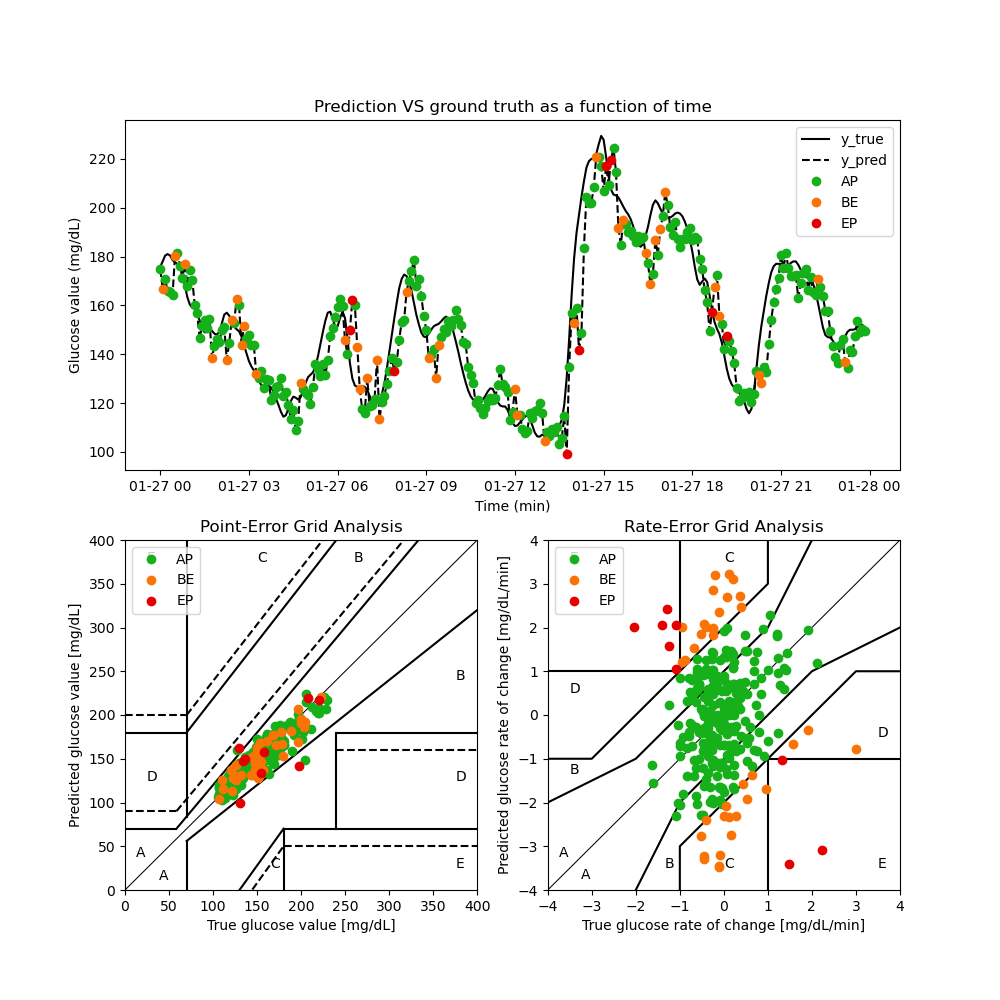 Prediction VS ground truth as a function of time
Glucose value (mg/dL)
220
200
180
160
140
120
100
y_true
y_pred
AP
BE
EP
01-27 00 01-27 03 01-27 06 01-27 09 01-27 12 01-27 15 01-27 18 01-27 21 01-28 00
Time (min)
Point-Error Grid Analysis
Predicted glucose value [mg/dL]
400
350
300
250
200
150
100
50
0
AP
BE
EP
C
B
B
D
D
A
A
C
E
0 50 100 150 200 250 300 350 400
True glucose value [mg/dL]
Rate-Error Grid Analysis
Predicted glucose rate of change [mg/dL/min]
4
3
2
1
0
−1
−2
−3
−4
AP
BE
EP
C
D
D
B
A
A
B
C
E
−4 −3 −2 −1 0 1 2 3 4
True glucose rate of change [mg/dL/min]